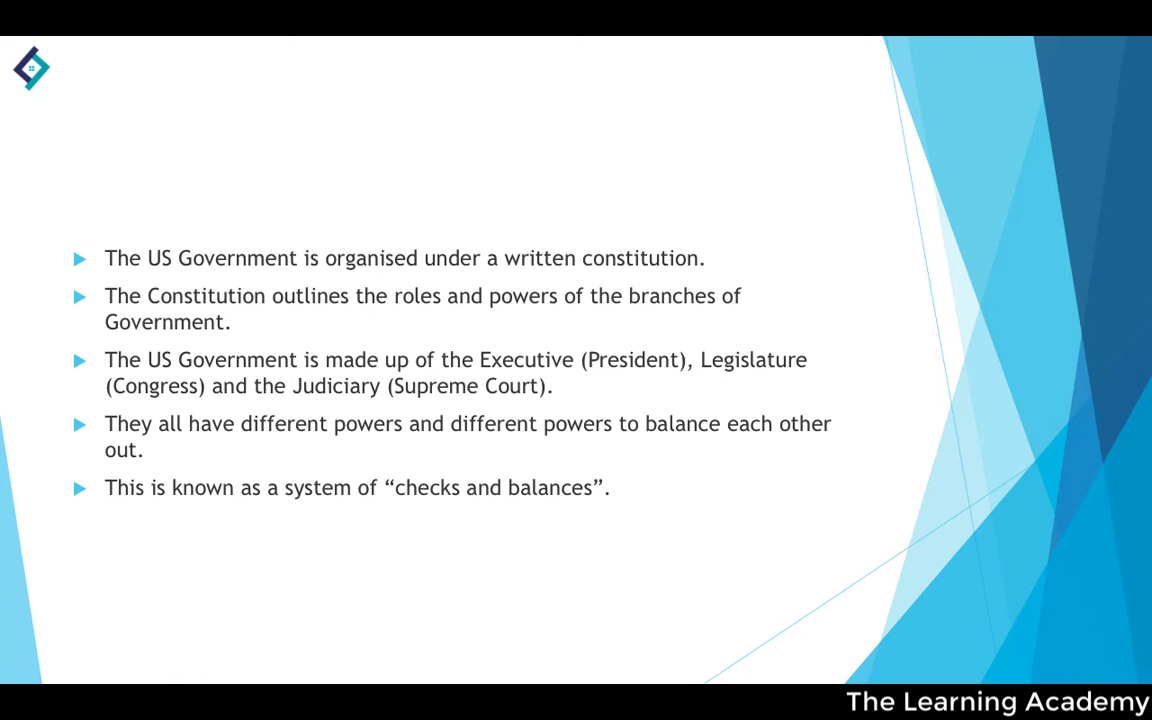 The US Government is organised under a written constitution.
The Constitution outlines the roles and powers of the branches of
Government.
The US Government is made up of the Executive (President), Legislature
(Congress) and the Judiciary (Supreme Court).
They all have different powers and different powers to balance each other
out.
This is known as a system of “checks and balances”.
The Learning Academy